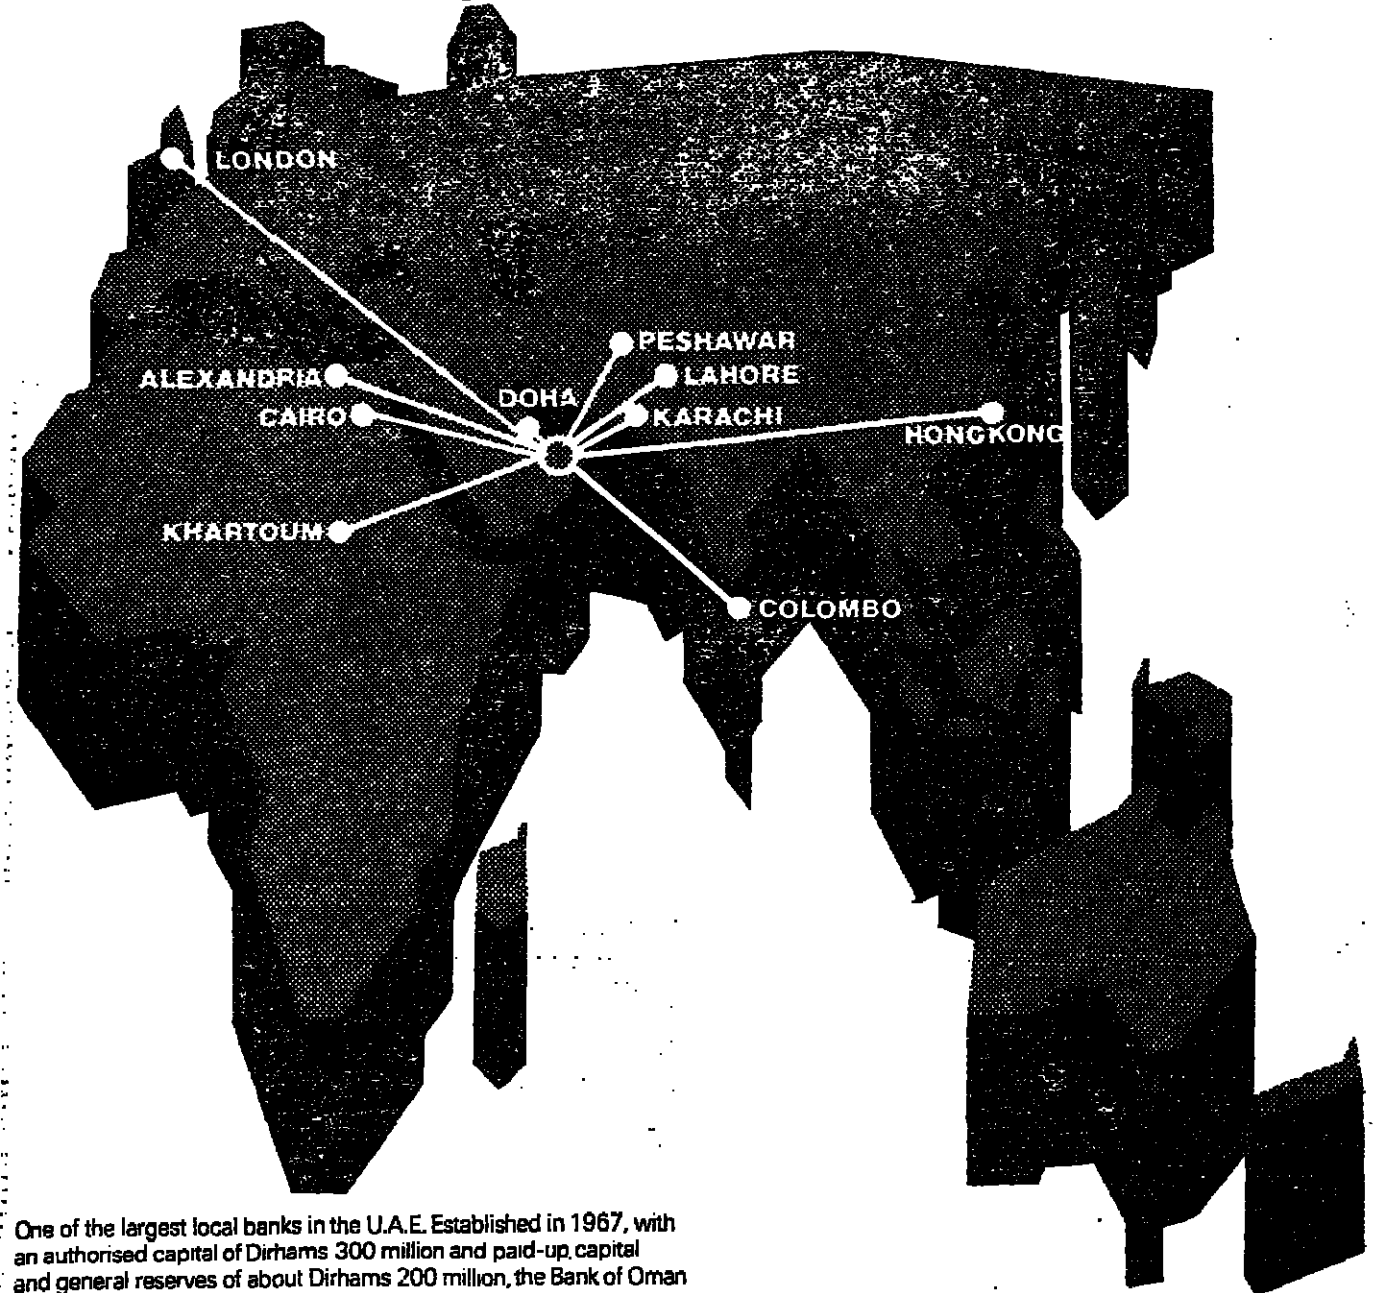 LONDON
PESHAWAR
ALEXANDRIA
LAHORE
DOHA
CAIRO
KARACHI
HONGKONG
KHARTOUM
COLOMBO
One of the largest local banks in the U.A.E. Established in 1967, with
an authorised capital of Dirhams 300 million and paid-up capital
and general reserves of about Dirhams 200 million, the Bank of Oman